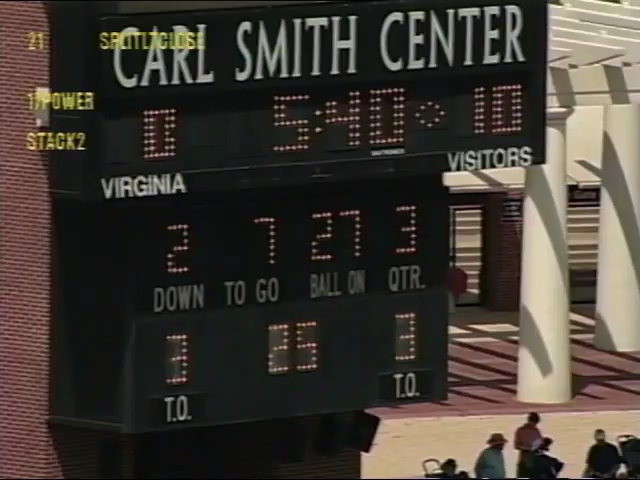 21 SPLITLTCLOSE
CARL SMITH CENTER
1/POWER
0 5:40 10
STACK2
VIRGINIA VISITORS
2 7 27 3
DOWN TO GO BALL ON QTR.
3 25 3
T.O. T.O.